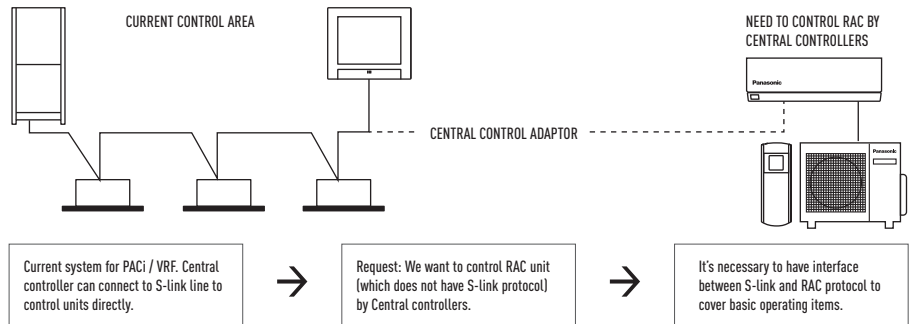 CURRENT CONTROL AREA
NEED TO CONTROL RAC BY
CENTRAL CONTROLLERS
Panasonic
CENTRAL CONTROL ADAPTOR
Panasonic
Current system for PACi / VRF. Central
controller can connect to S-link line to
control units directly.
Request: We want to control RAC unit
(which does not have S-link protocol)
by Central controllers.
It's necessary to have interface
between S-link and RAC protocol to
cover basic operating items.